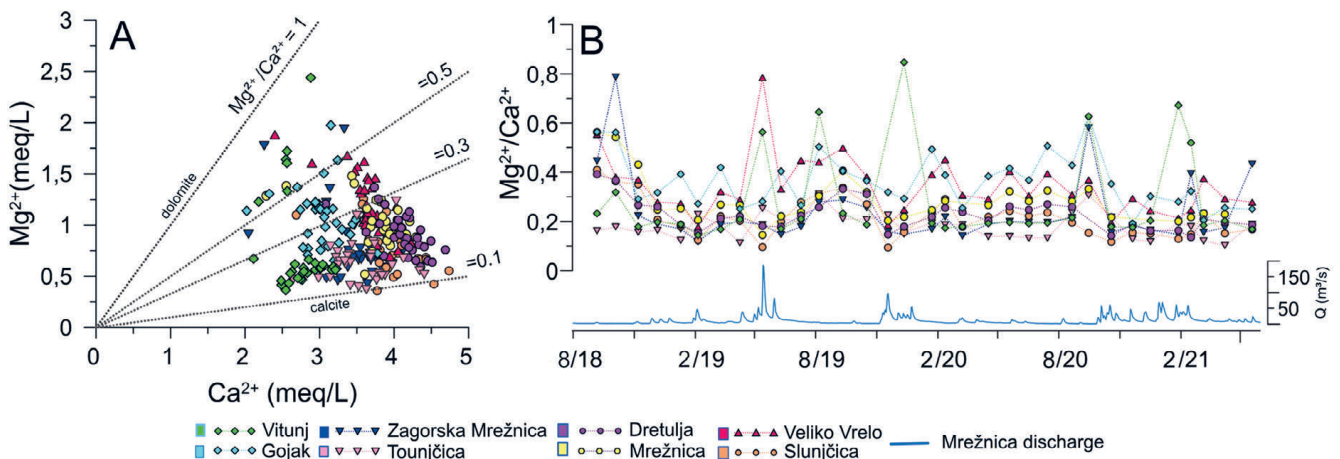 A
Mg²⁺(meq/L)
3
2,5
2
1,5
1
0,5
0
0
1
2
3
4
5
Ca²⁺ (meq/L)
dolomite
Mg²⁺/Ca²⁺ = 1
=0.5
=0.3
=0.1
calcite
B
Mg²⁺/Ca²⁺
1
0,8
0,6
0,4
0,2
0
150
50
Q (m³/s)
8/18
2/19
8/19
2/20
8/20
2/21
Vitunj
Zagorska Mrežnica
Dretulja
Veliko Vrelo
Mrežnica discharge
Gojak
Tounjčica
Mrežnica
Slunjčica